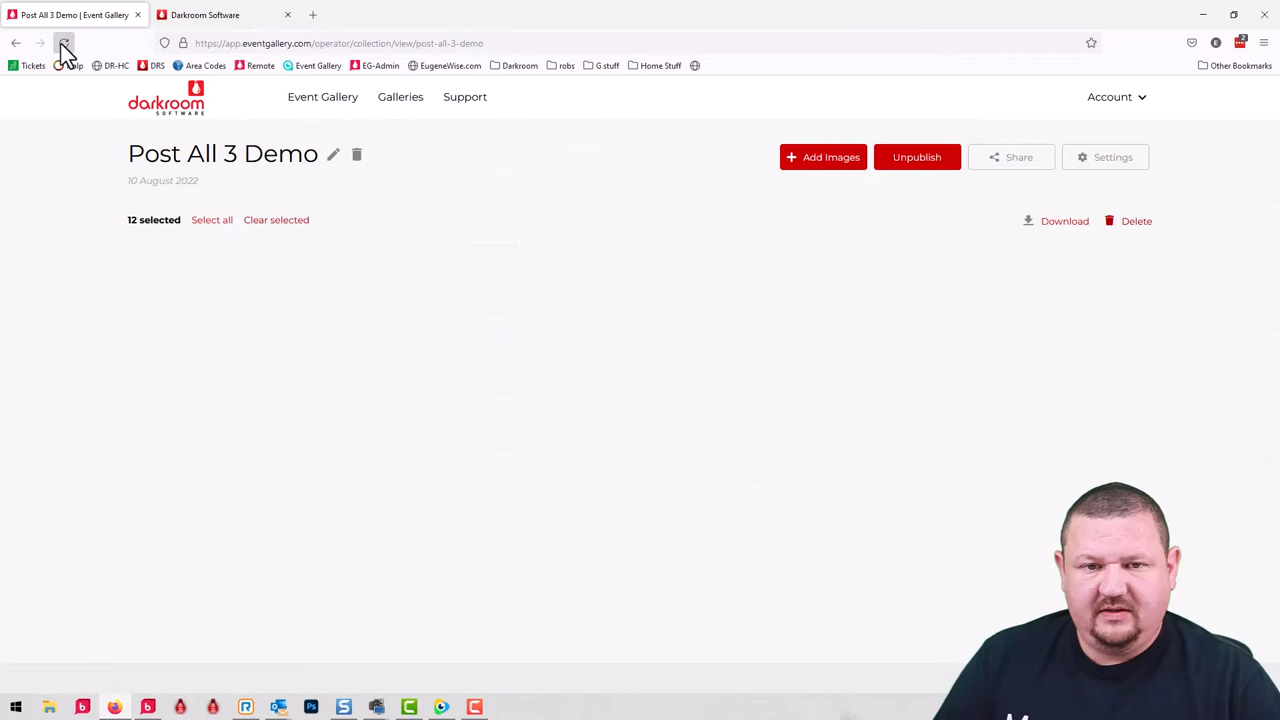 Post All 3 Demo | Event Gallery
Darkroom Software
https://app.eventgallery.com/operator/collection/view/post-all-3-demo
2
Tickets
DR-HC
DRS
Area Codes
Remote
Event Gallery
EG-Admin
EugeneWise.com
Darkroom
robs
G stuff
Home Stuff
Other Bookmarks
darkroom
SOFTWARE
Event Gallery
Galleries
Support
Account
Post All 3 Demo
Add Images
Unpublish
Share
Settings
10 August 2022
12 selected
Select all
Clear selected
Download
Delete